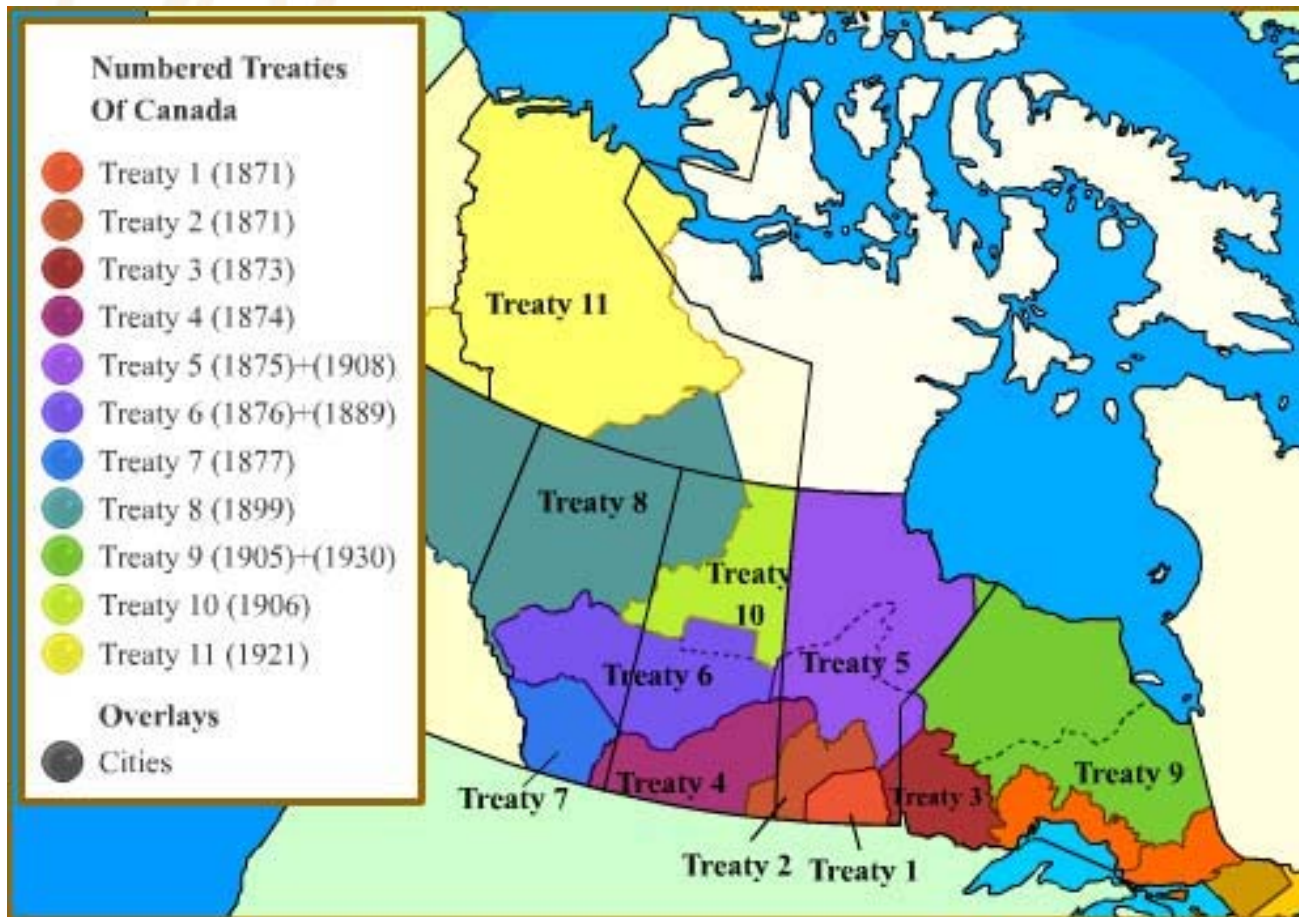 Numbered Treaties
Of Canada
Treaty 1 (1871)
Treaty 2 (1871)
Treaty 3 (1873)
Treaty 4 (1874)
Treaty 5 (1875)+(1908)
Treaty 6 (1876)+(1889)
Treaty 7 (1877)
Treaty 8 (1899)
Treaty 9 (1905)+(1930)
Treaty 10 (1906)
Treaty 11 (1921)
Overlays
Cities
Treaty 11
Treaty 8
Treaty
10
Treaty 6
Treaty 5
Treaty 4
Treaty 7
Treaty 3
Treaty 9
Treaty 2
Treaty 1